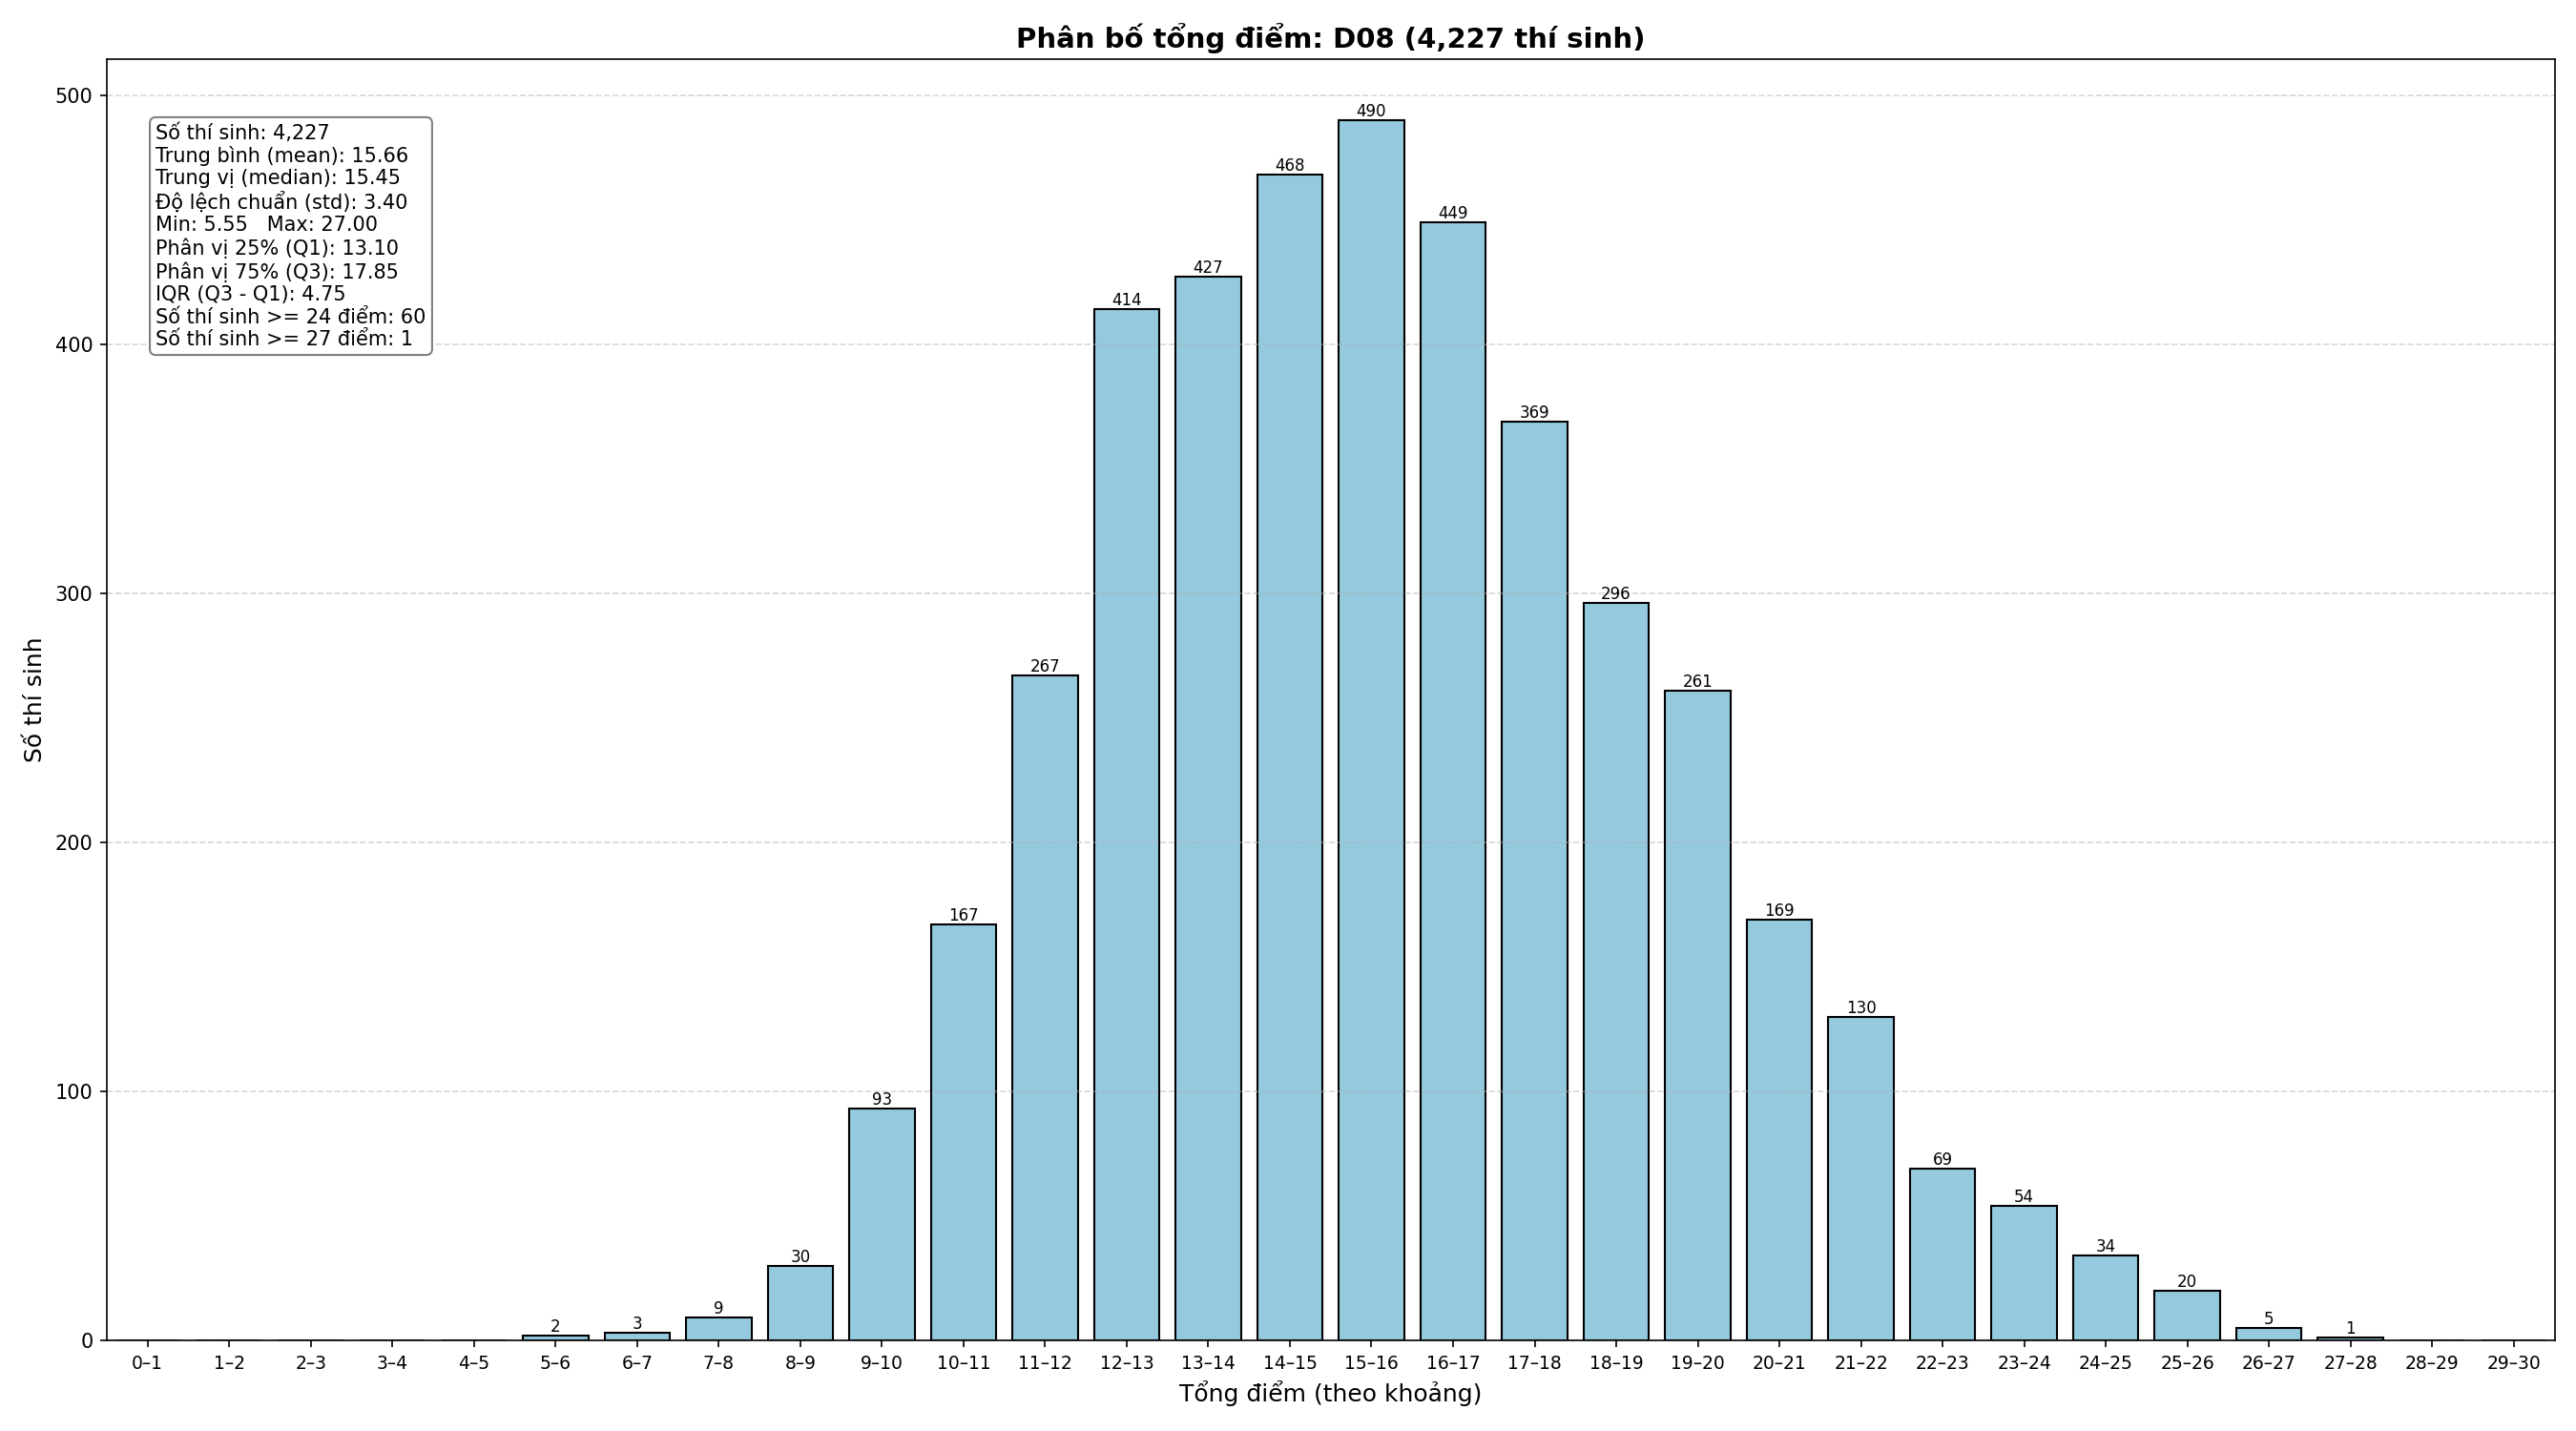 Phân bố tổng điểm: D08 (4,227 thí sinh)
500
400
300
200
100
0
Số thí sinh
Số thí sinh: 4,227
Trung bình (mean): 15.66
Trung vị (median): 15.45
Độ lệch chuẩn (std): 3.40
Min: 5.55   Max: 27.00
Phân vị 25% (Q1): 13.10
Phân vị 75% (Q3): 17.85
IQR (Q3 - Q1): 4.75
Số thí sinh >= 24 điểm: 60
Số thí sinh >= 27 điểm: 1
2 3 9 30 93 167 267 414 427 468 490 449 369 296 261 169 130 69 54 34 20 5 1
0–1 1–2 2–3 3–4 4–5 5–6 6–7 7–8 8–9 9–10 10–11 11–12 12–13 13–14 14–15 15–16 16–17 17–18 18–19 19–20 20–21 21–22 22–23 23–24 24–25 25–26 26–27 27–28 28–29 29–30
Tổng điểm (theo khoảng)